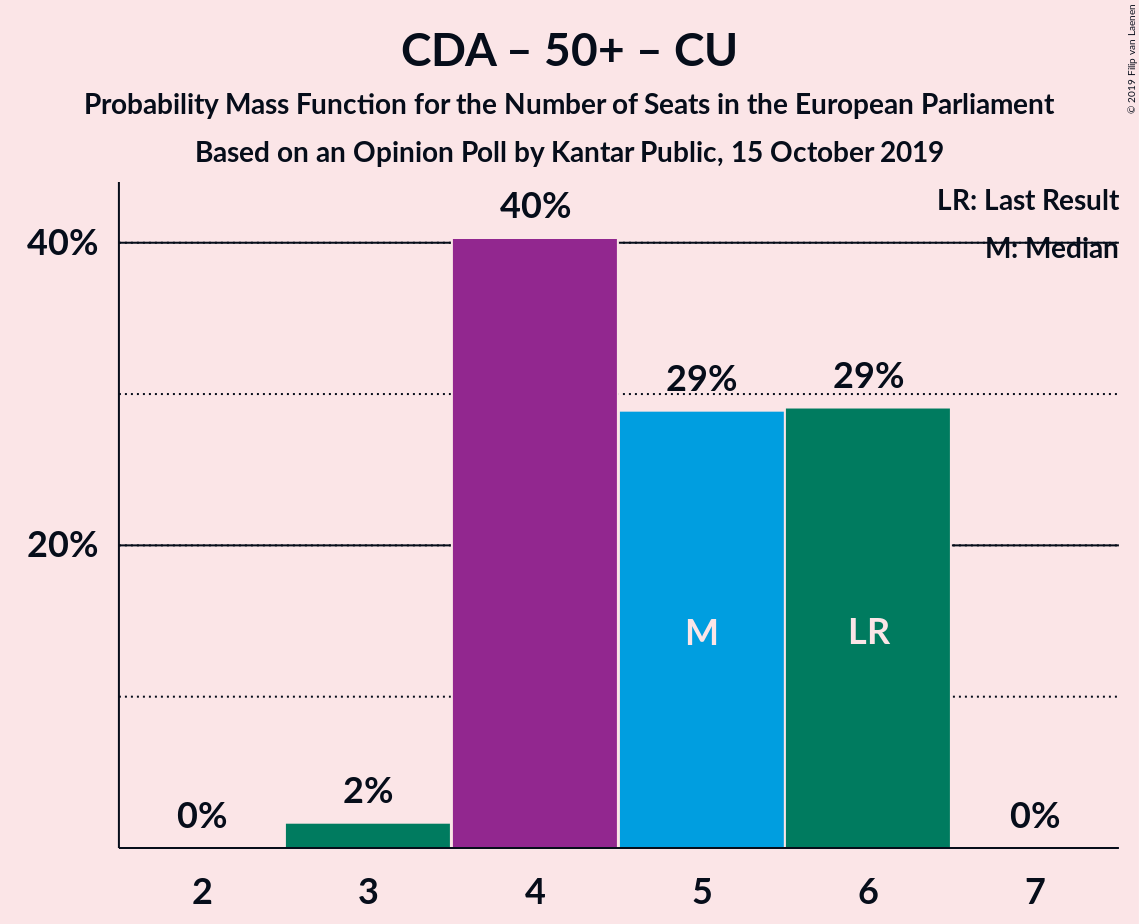 CDA – 50+ – CU
Probability Mass Function for the Number of Seats in the European Parliament
Based on an Opinion Poll by Kantar Public, 15 October 2019
© 2019 Filip van Laenen
LR: Last Result
M: Median
40%
20%
0%
2%
40%
29%
29%
0%
M
LR
2
3
4
5
6
7